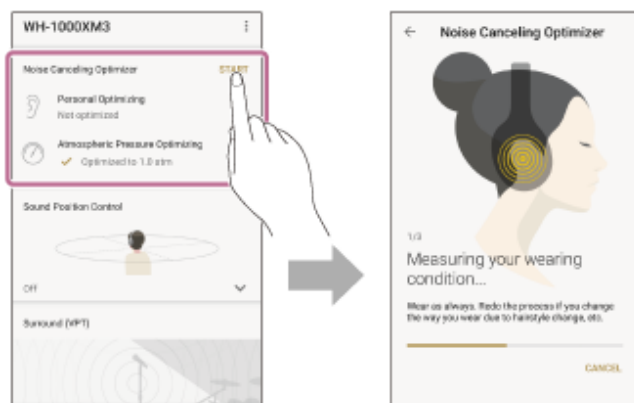 WH-1000XM3
Noise Canceling Optimizer
START
Personal Optimizing
Not optimized
Atmospheric Pressure Optimizing
Optimized to 1.0 atm
Sound Position Control
Off
Surround (VPT)
Noise Canceling Optimizer
1/3
Measuring your wearing
condition...
Wear as always. Redo the process if you change
the way you wear due to hairstyle change, etc.
CANCEL